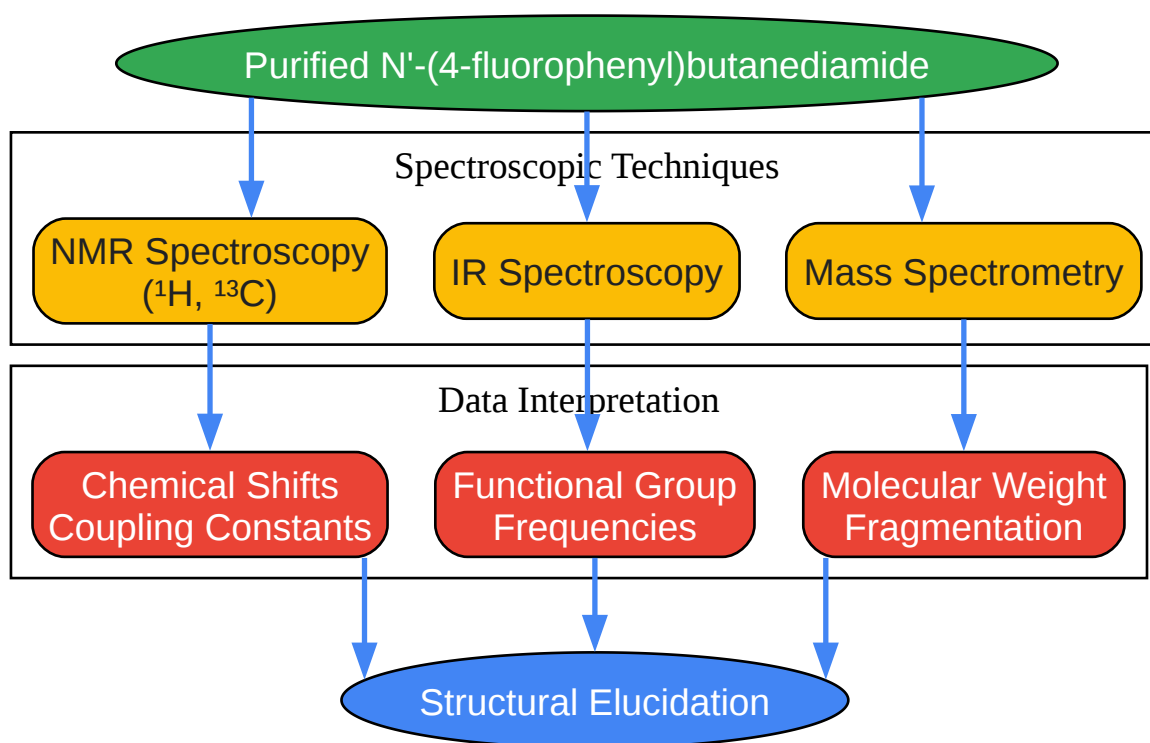 Purified N'-(4-fluorophenyl)butanediamide
Spectroscopic Techniques
NMR Spectroscopy
(¹H, ¹³C)
IR Spectroscopy
Mass Spectrometry
Data Interpretation
Chemical Shifts
Coupling Constants
Functional Group
Frequencies
Molecular Weight
Fragmentation
Structural Elucidation